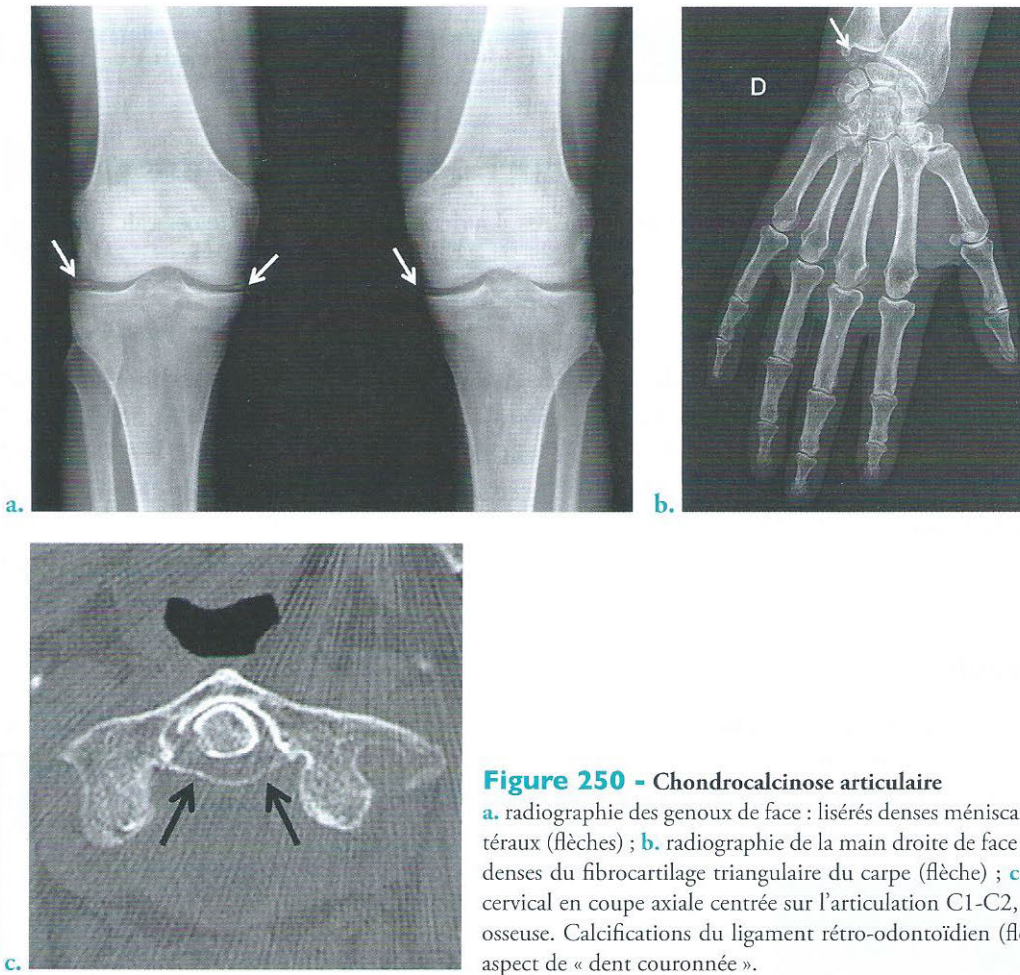 D
a.
b.
c.
Figure 250 - Chondrocalcinose articulaire
a. radiographie des genoux de face : lisérés denses ménisca
téraux (flèches) ; b. radiographie de la main droite de face
denses du fibrocartilage triangulaire du carpe (flèche) ; c
cervical en coupe axiale centrée sur l'articulation C1-C2,
osseuse. Calcifications du ligament rétro-odontoïdien (flè
aspect de « dent couronnée ».